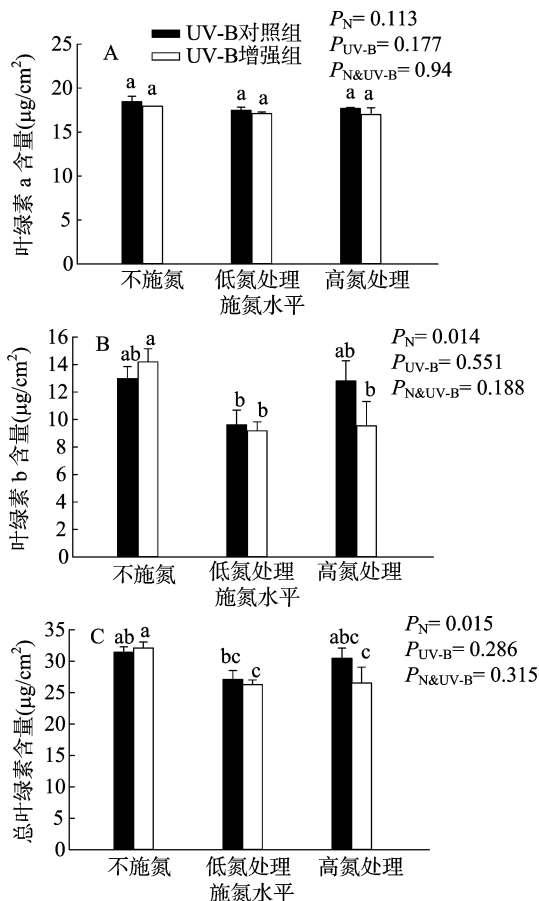 A
UV-B对照组
UV-B增强组
PN= 0.113
PUV-B= 0.177
PN&UV-B= 0.94
叶绿素 a 含量(μg/cm²)
25
20
15
10
5
0
a a a a a a
不施氮 低氮处理 高氮处理
施氮水平
B
PN= 0.014
PUV-B= 0.551
PN&UV-B= 0.188
叶绿素 b 含量(μg/cm²)
16
14
12
10
8
6
4
2
0
ab a b b ab b
不施氮 低氮处理 高氮处理
施氮水平
C
PN= 0.015
PUV-B= 0.286
PN&UV-B= 0.315
总叶绿素含量(μg/cm²)
35
30
25
20
15
10
5
0
ab a bc c abc c
不施氮 低氮处理 高氮处理
施氮水平